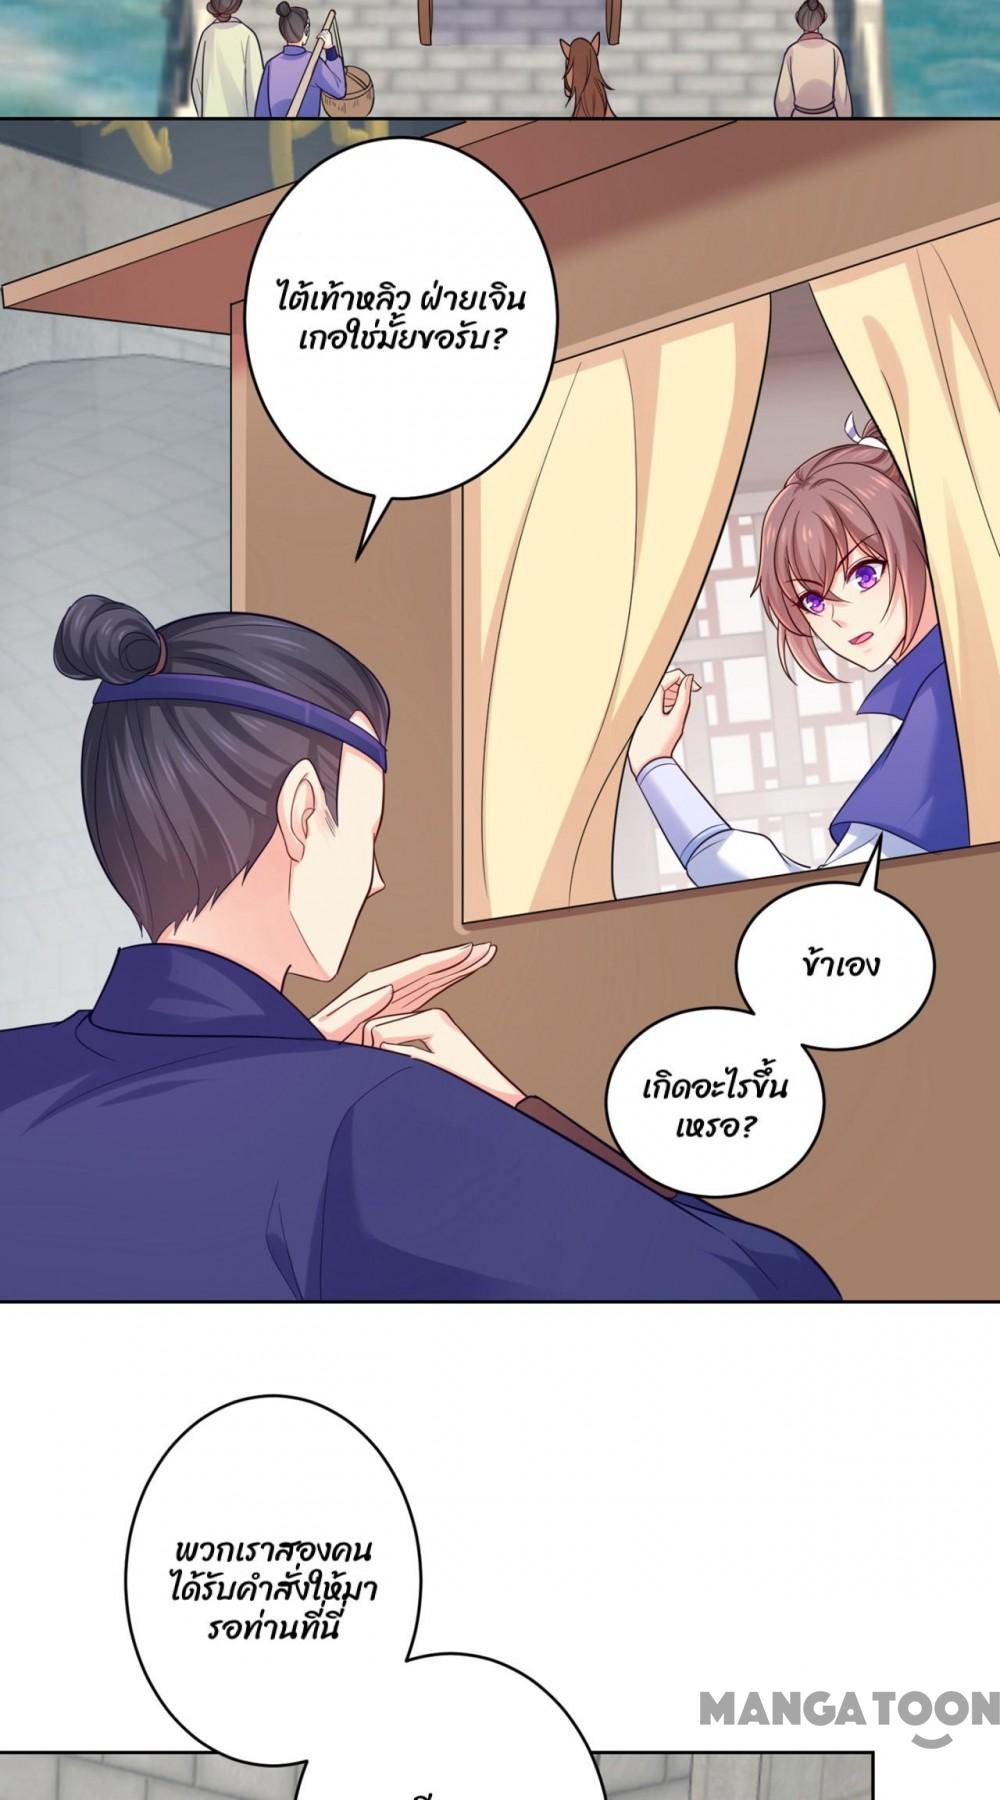 ไต้เท้าหลิว ฝ่ายเจิน
เกอใช่มั้ยขอรับ?
ข้าเอง
เกิดอะไรขึ้น
เหรอ?
พวกเราสองคน
ได้รับคำสั่งให้มา
รอท่านที่นี่
MANGATOON